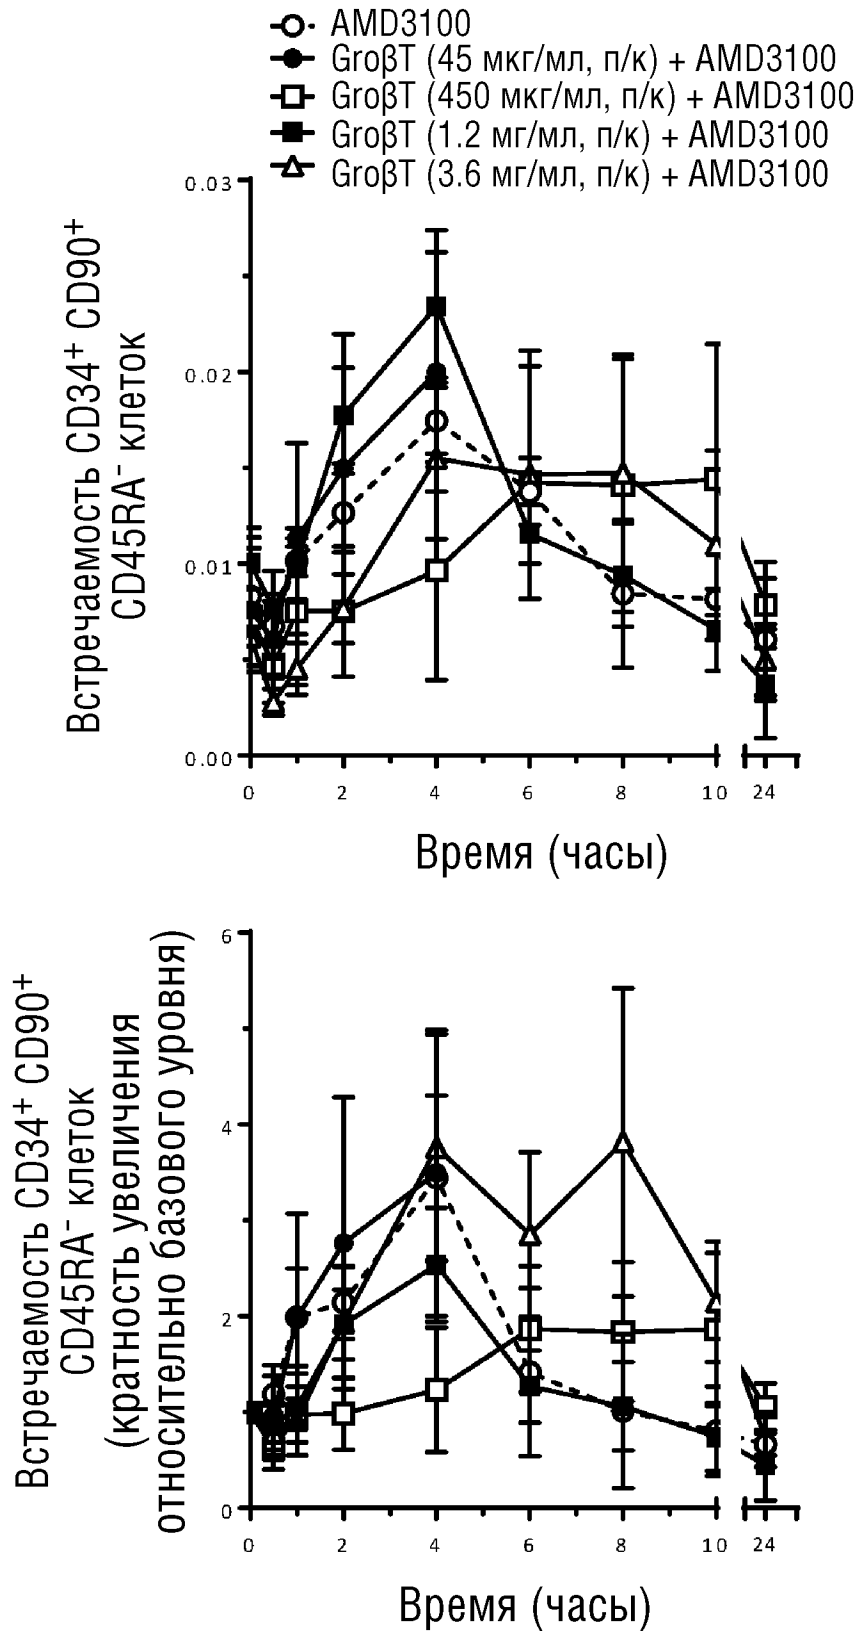 AMD3100
GroβT (45 мкг/мл, п/к) + AMD3100
GroβT (450 мкг/мл, п/к) + AMD3100
GroβT (1.2 мг/мл, п/к) + AMD3100
GroβT (3.6 мг/мл, п/к) + AMD3100
Встречаемость CD34⁺ CD90⁺
CD45RA⁻ клеток
0.03
0.02
0.01
0.00
0 2 4 6 8 10 24
Время (часы)
Встречаемость CD34⁺ CD90⁺
CD45RA⁻ клеток
(кратность увеличения
относительно базового уровня)
6
4
2
0
0 2 4 6 8 10 24
Время (часы)